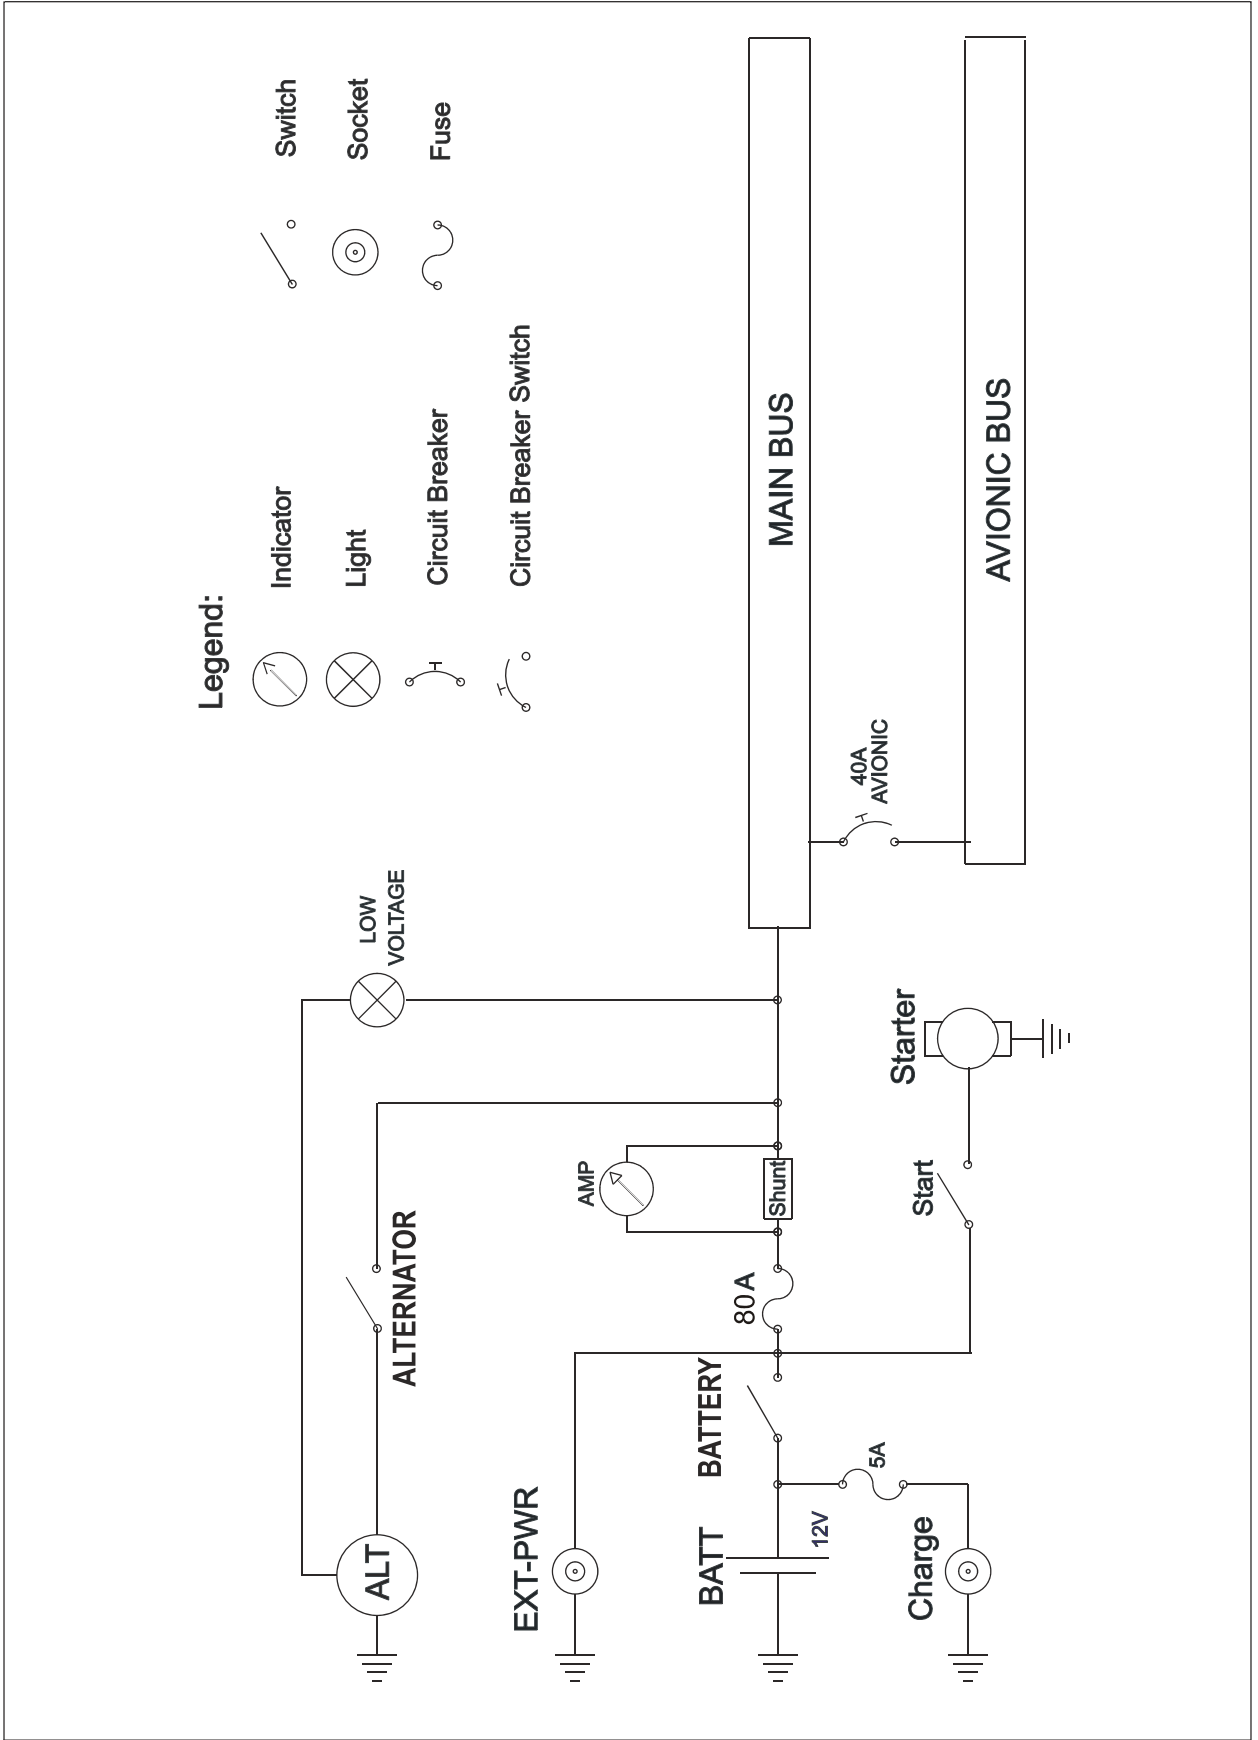 Legend:
Indicator
Switch
Light
Socket
Circuit Breaker
Fuse
Circuit Breaker Switch
LOW
VOLTAGE
ALT
ALTERNATOR
AMP
EXT-PWR
BATT
12V
BATTERY
80A
Shunt
MAIN BUS
5A
Charge
Start
Starter
40A
AVIONIC
AVIONIC BUS